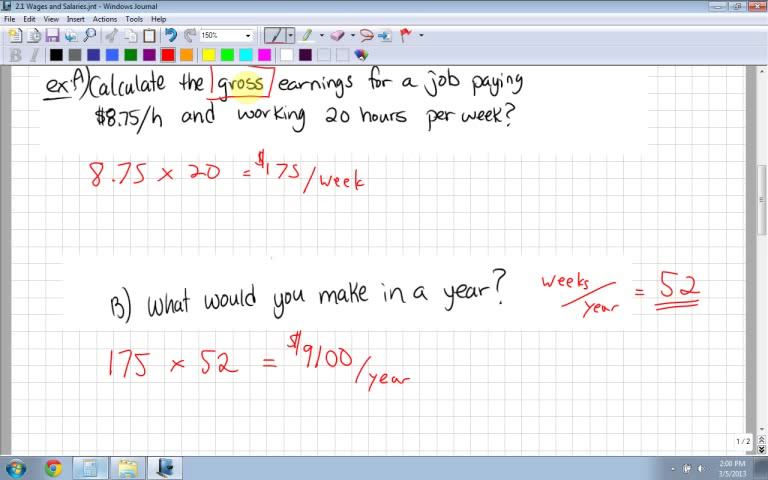 2.1 Wages and Salaries.jnt - Windows Journal
File Edit View Insert Actions Tools Help
150%
B I
ex: A) Calculate the gross earnings for a job paying
$8.75/h and working 20 hours per week?
8.75 × 20 = $175/week
B) What would you make in a year?
weeks/year = 52
175 × 52 = $9100/year
1 / 2
2:00 PM
3/5/2013